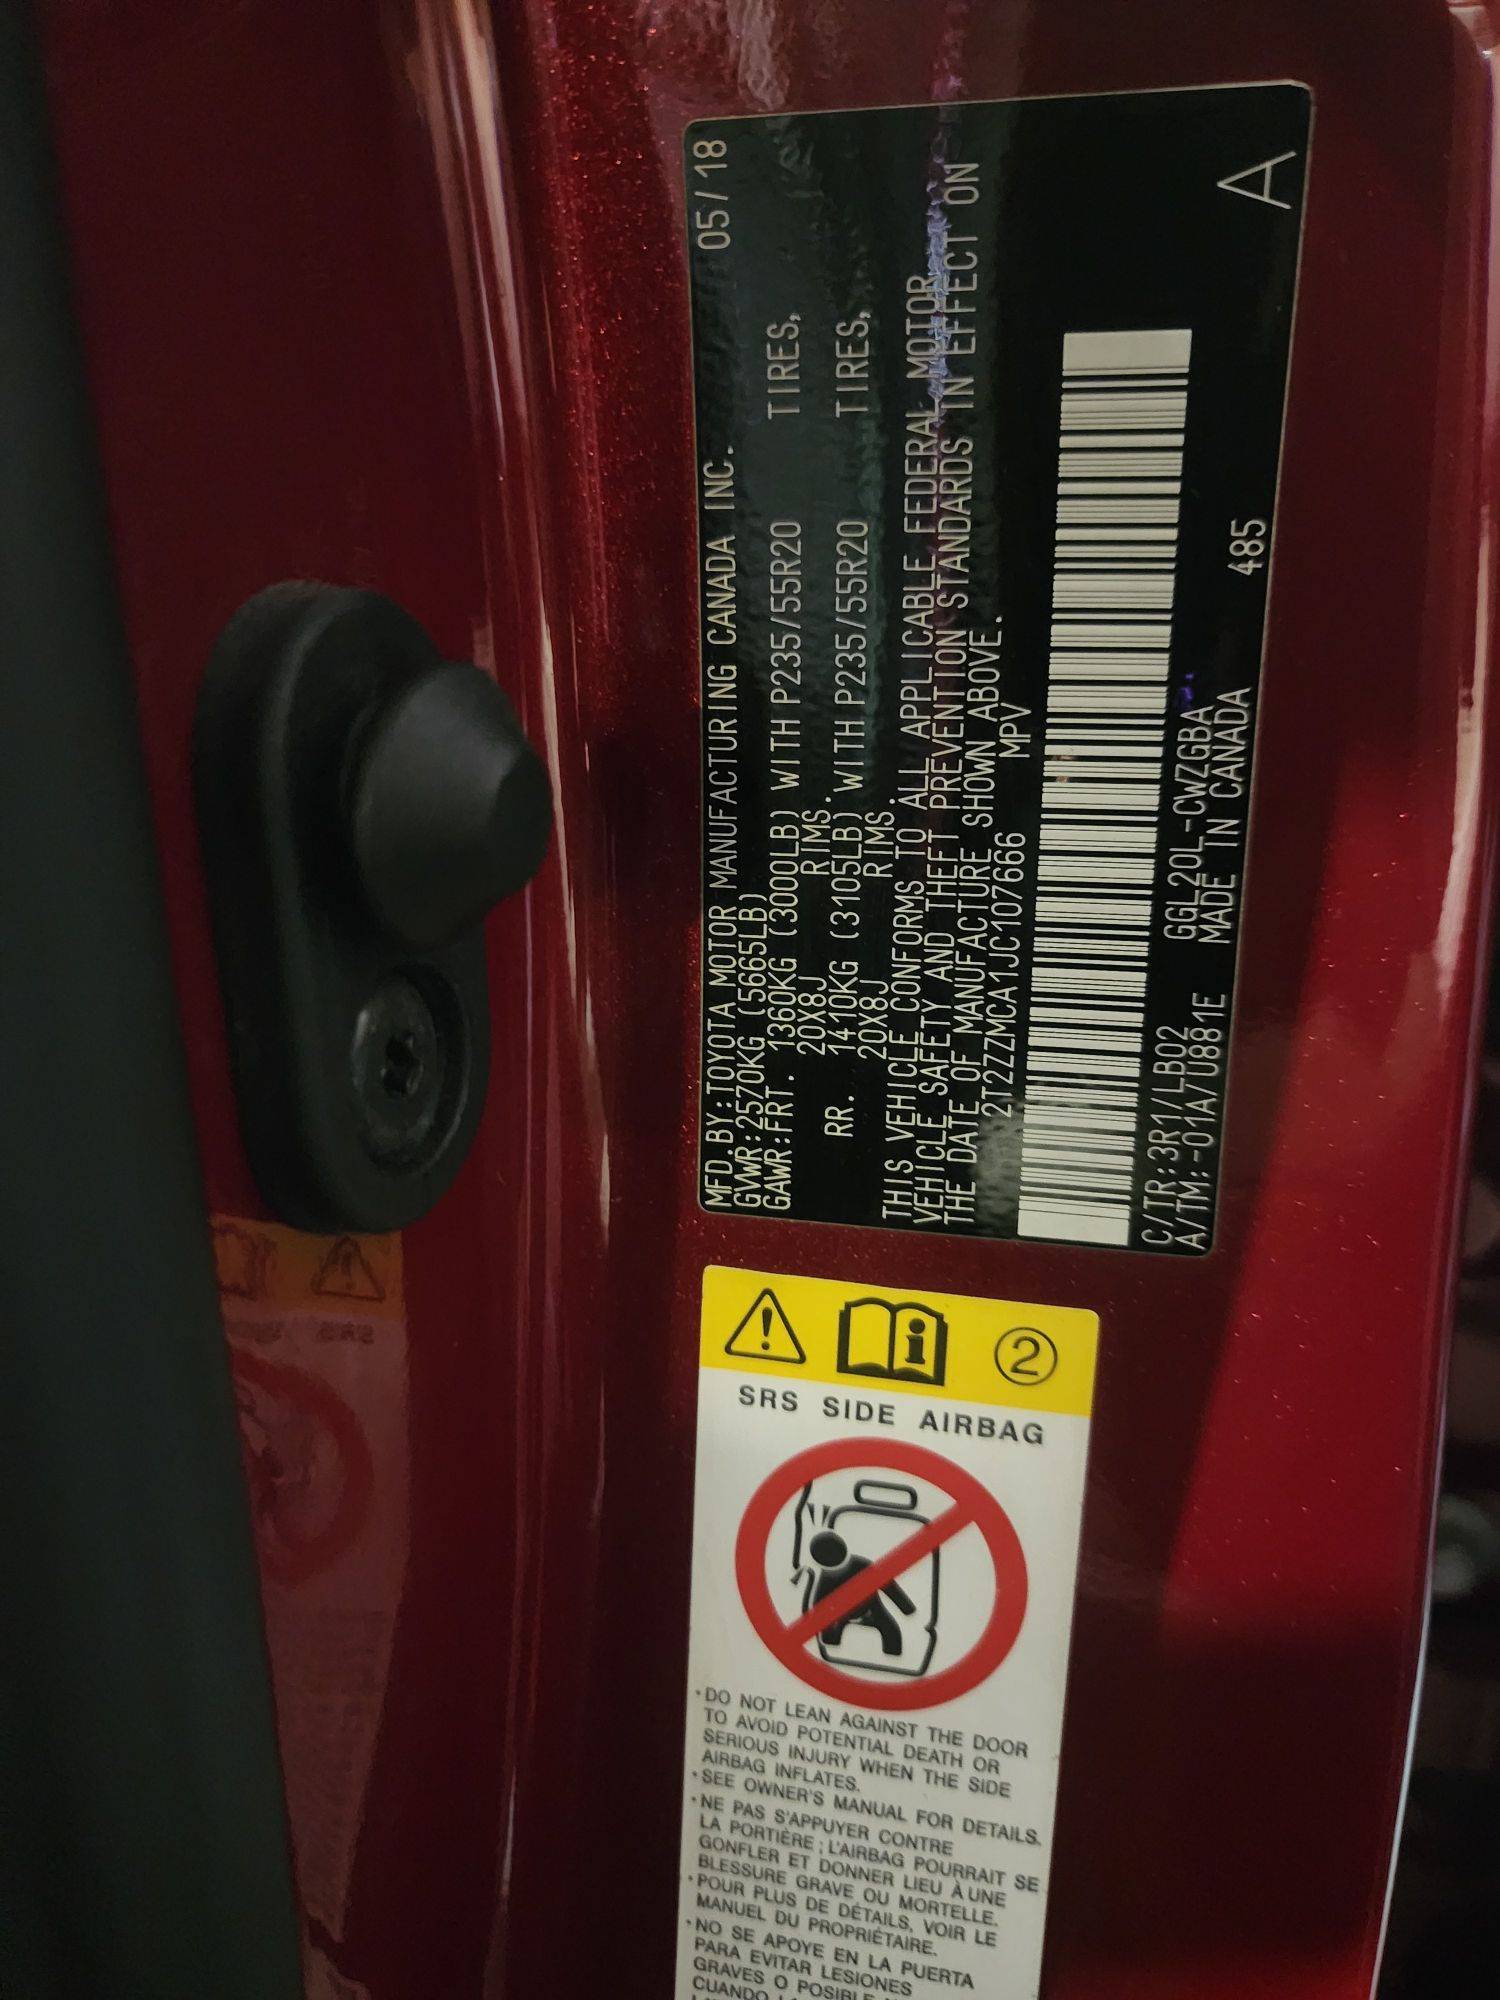 MFD.BY:TOYOTA MOTOR MANUFACTURING CANADA INC. 05/18
GVWR:2570KG (5665LB)
GAWR:FRT. 1360KG (3000LB) WITH P235/55R20 TIRES,
20X8J RIMS.
RR. 1410KG (3105LB) WITH P235/55R20 TIRES,
20X8J RIMS.
THIS VEHICLE CONFORMS TO ALL APPLICABLE FEDERAL MOTOR
VEHICLE SAFETY AND THEFT PREVENTION STANDARDS IN EFFECT ON
THE DATE OF MANUFACTURE SHOWN ABOVE.
2T2ZZMCA1JC107666 MPV
C/TR:3R1/LB02 GGL20L-CWZGBA
A/TM:-01A/U881E MADE IN CANADA 485
A
2
SRS SIDE AIRBAG
•DO NOT LEAN AGAINST THE DOOR
TO AVOID POTENTIAL DEATH OR
SERIOUS INJURY WHEN THE SIDE
AIRBAG INFLATES.
•SEE OWNER'S MANUAL FOR DETAILS.
•NE PAS S'APPUYER CONTRE
LA PORTIÈRE ; L'AIRBAG POURRAIT SE
GONFLER ET DONNER LIEU À UNE
BLESSURE GRAVE OU MORTELLE.
•POUR PLUS DE DÉTAILS, VOIR LE
MANUEL DU PROPRIÉTAIRE.
•NO SE APOYE EN LA PUERTA
PARA EVITAR LESIONES
GRAVES O POSIBLE
CUANDO